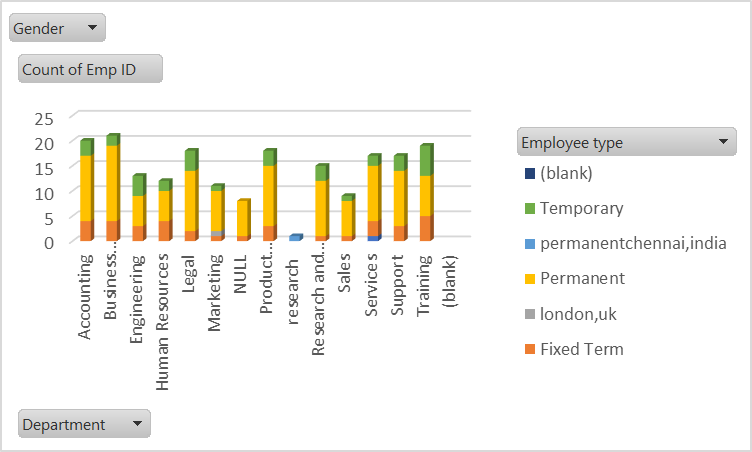 Gender
Count of Emp ID
25
20
15
10
5
0
Accounting
Business…
Engineering
Human Resources
Legal
Marketing
NULL
Product…
research
Research and…
Sales
Services
Support
Training
(blank)
Employee type
(blank)
Temporary
permanentchennai,india
Permanent
london,uk
Fixed Term
Department